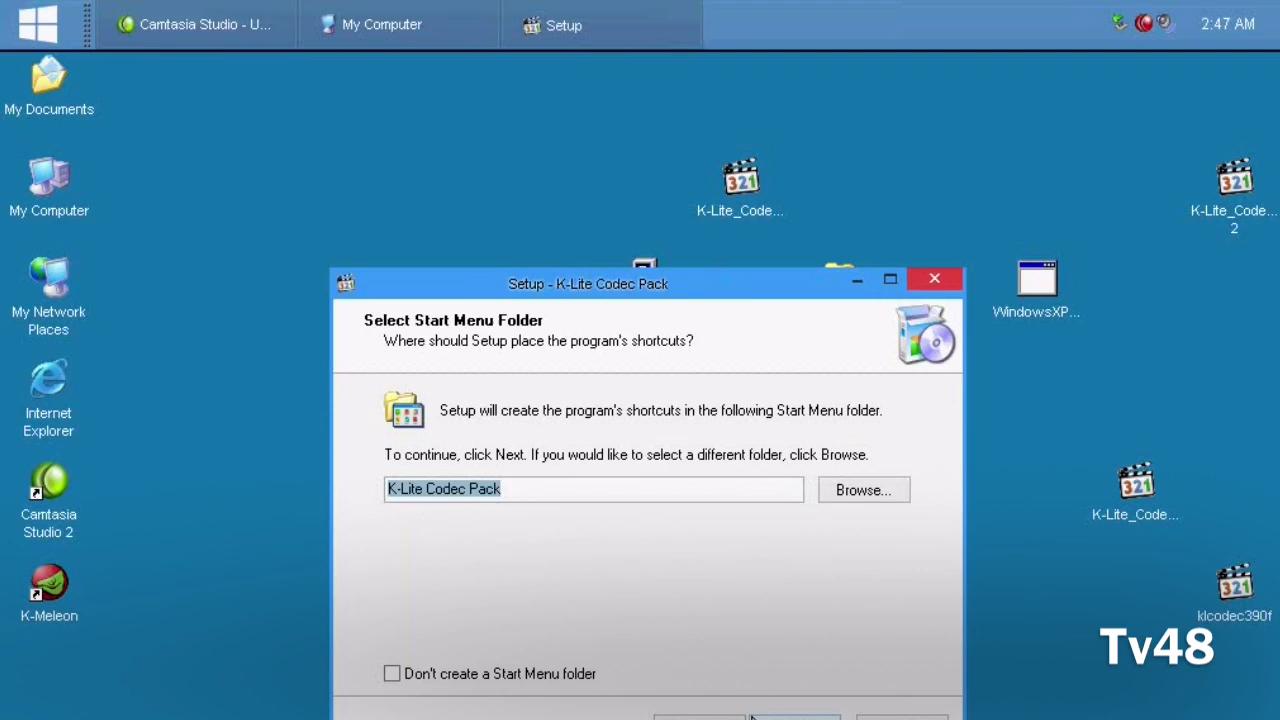 Camtasia Studio - U...
My Computer
Setup
2:47 AM
My Documents
My Computer
My Network
Places
Internet
Explorer
Camtasia
Studio 2
K-Meleon
321
K-Lite_Code...
321
K-Lite_Code...
2
WindowsXP...
321
K-Lite_Code...
321
klcodec390f
Setup - K-Lite Codec Pack
Select Start Menu Folder
Where should Setup place the program's shortcuts?
Setup will create the program's shortcuts in the following Start Menu folder.
To continue, click Next. If you would like to select a different folder, click Browse.
K-Lite Codec Pack
Browse...
Don't create a Start Menu folder
Tv48